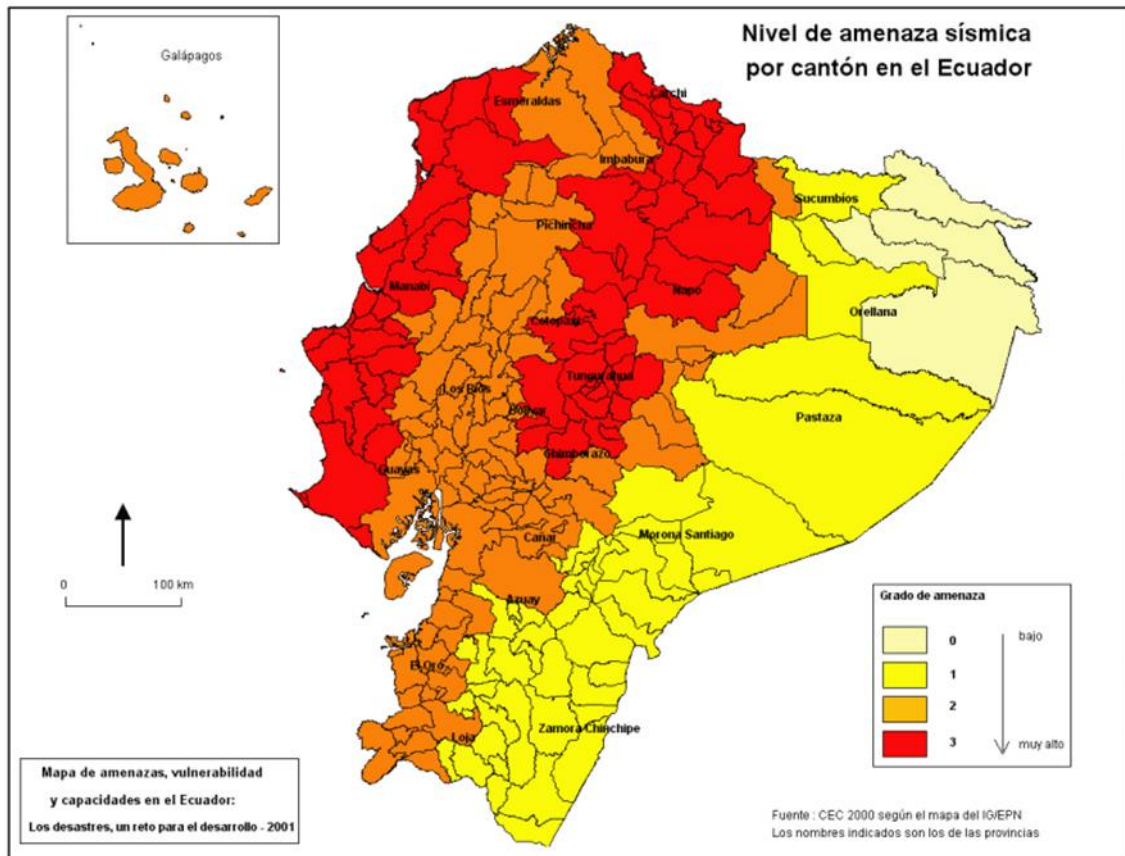 Nivel de amenaza sísmica
por cantón en el Ecuador
Galápagos
Carchi
Esmeraldas
Imbabura
Sucumbíos
Pichincha
Manabí
Napo
Orellana
Cotopaxi
Tungurahua
Los Ríos
Bolívar
Pastaza
Chimborazo
Guayas
Cañar
Morona Santiago
Azuay
El Oro
Zamora Chinchipe
Loja
0 100 km
Grado de amenaza
0 bajo
1
2
3 muy alto
Mapa de amenazas, vulnerabilidad
y capacidades en el Ecuador:
Los desastres, un reto para el desarrollo - 2001
Fuente : CEC 2000 según el mapa del IG/EPN
Los nombres indicados son los de las provincias